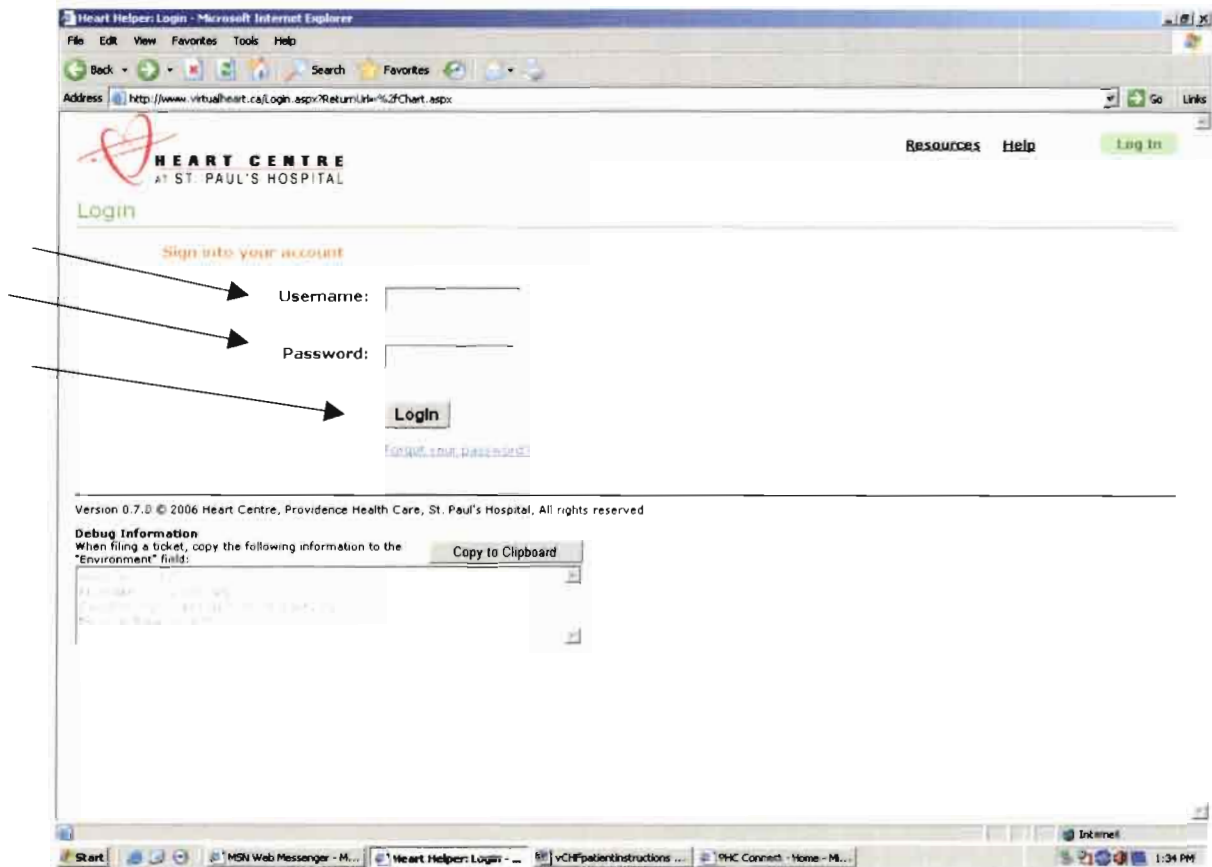 Heart Helper: Login - Microsoft Internet Explorer
File Edit View Favorites Tools Help
Back Search Favorites
Address http://www.virtualheart.ca/Login.aspx?ReturnUrl=%2fChart.aspx Go Links
HEART CENTRE
AT ST. PAUL'S HOSPITAL
Resources Help Log In
Login
Sign into your account
Username:
Password:
Login
Forgot your password?
Version 0.7.0 © 2006 Heart Centre, Providence Health Care, St. Paul's Hospital, All rights reserved
Debug Information
When filing a ticket, copy the following information to the
"Environment" field:
Copy to Clipboard
Internet
Start MSN Web Messenger - M... Heart Helper: Login - ... vCHFpatientinstructions ... PHC Connect - Home - Mi... 1:34 PM